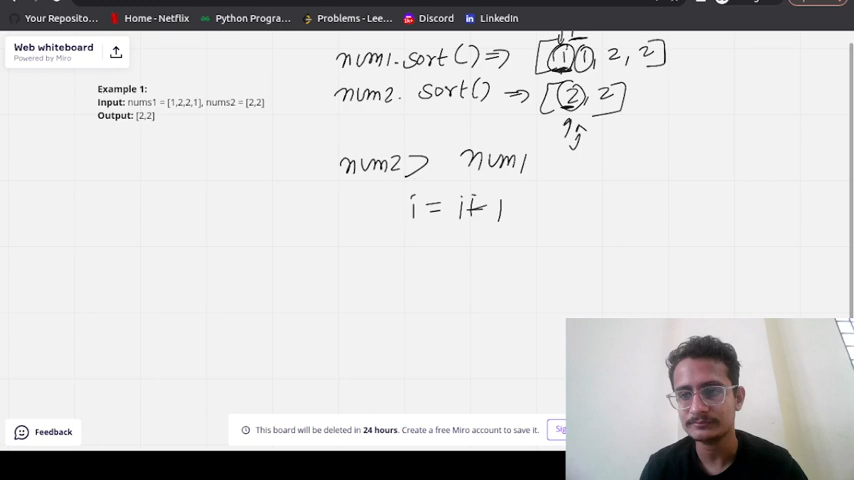 Your Reposito...
Home - Netflix
Python Progra...
Problems - Lee...
Discord
LinkedIn
Web whiteboard
Powered by Miro
Example 1:
Input: nums1 = [1,2,2,1], nums2 = [2,2]
Output: [2,2]
num1.sort() => [1, 1, 2, 2]
num2. sort() => [2, 2]
j
num2 > num1
i = i+1
Feedback
This board will be deleted in 24 hours. Create a free Miro account to save it.